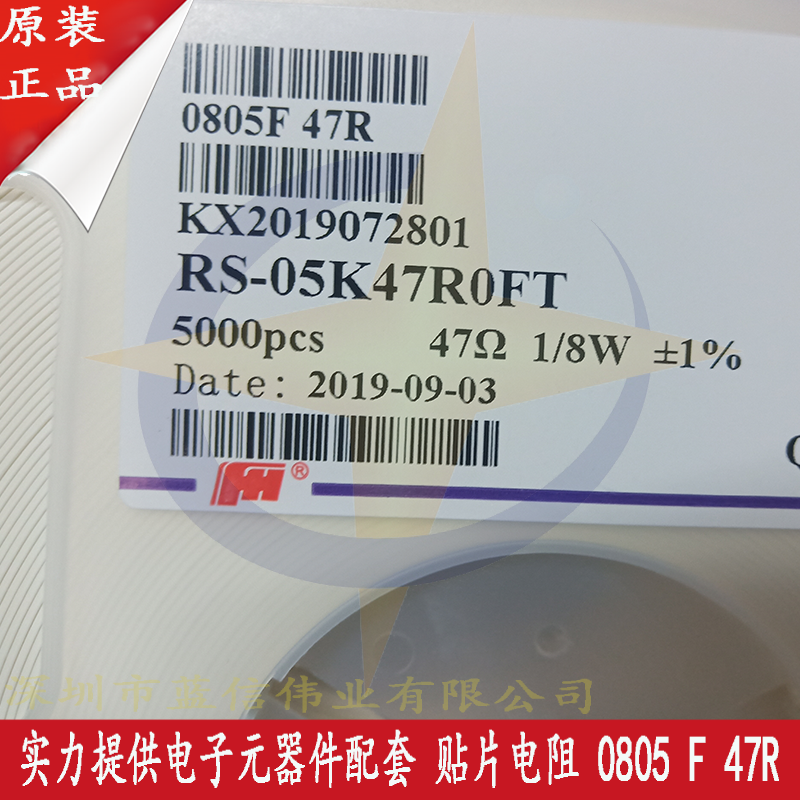 原装
正品
0805F 47R
KX2019072801
RS-05K47R0FT
5000pcs 47Ω 1/8W ±1%
Date: 2019-09-03
®
深圳市蓝信伟业有限公司
实力提供电子元器件配套 贴片电阻 0805 F 47R